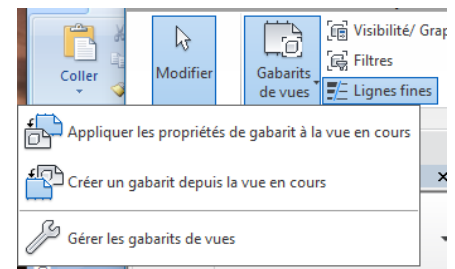 Coller
Modifier
Gabarits
de vues
Visibilité/
Filtres
Lignes fines
Appliquer les propriétés de gabarit à la vue en cours
Créer un gabarit depuis la vue en cours
Gérer les gabarits de vues